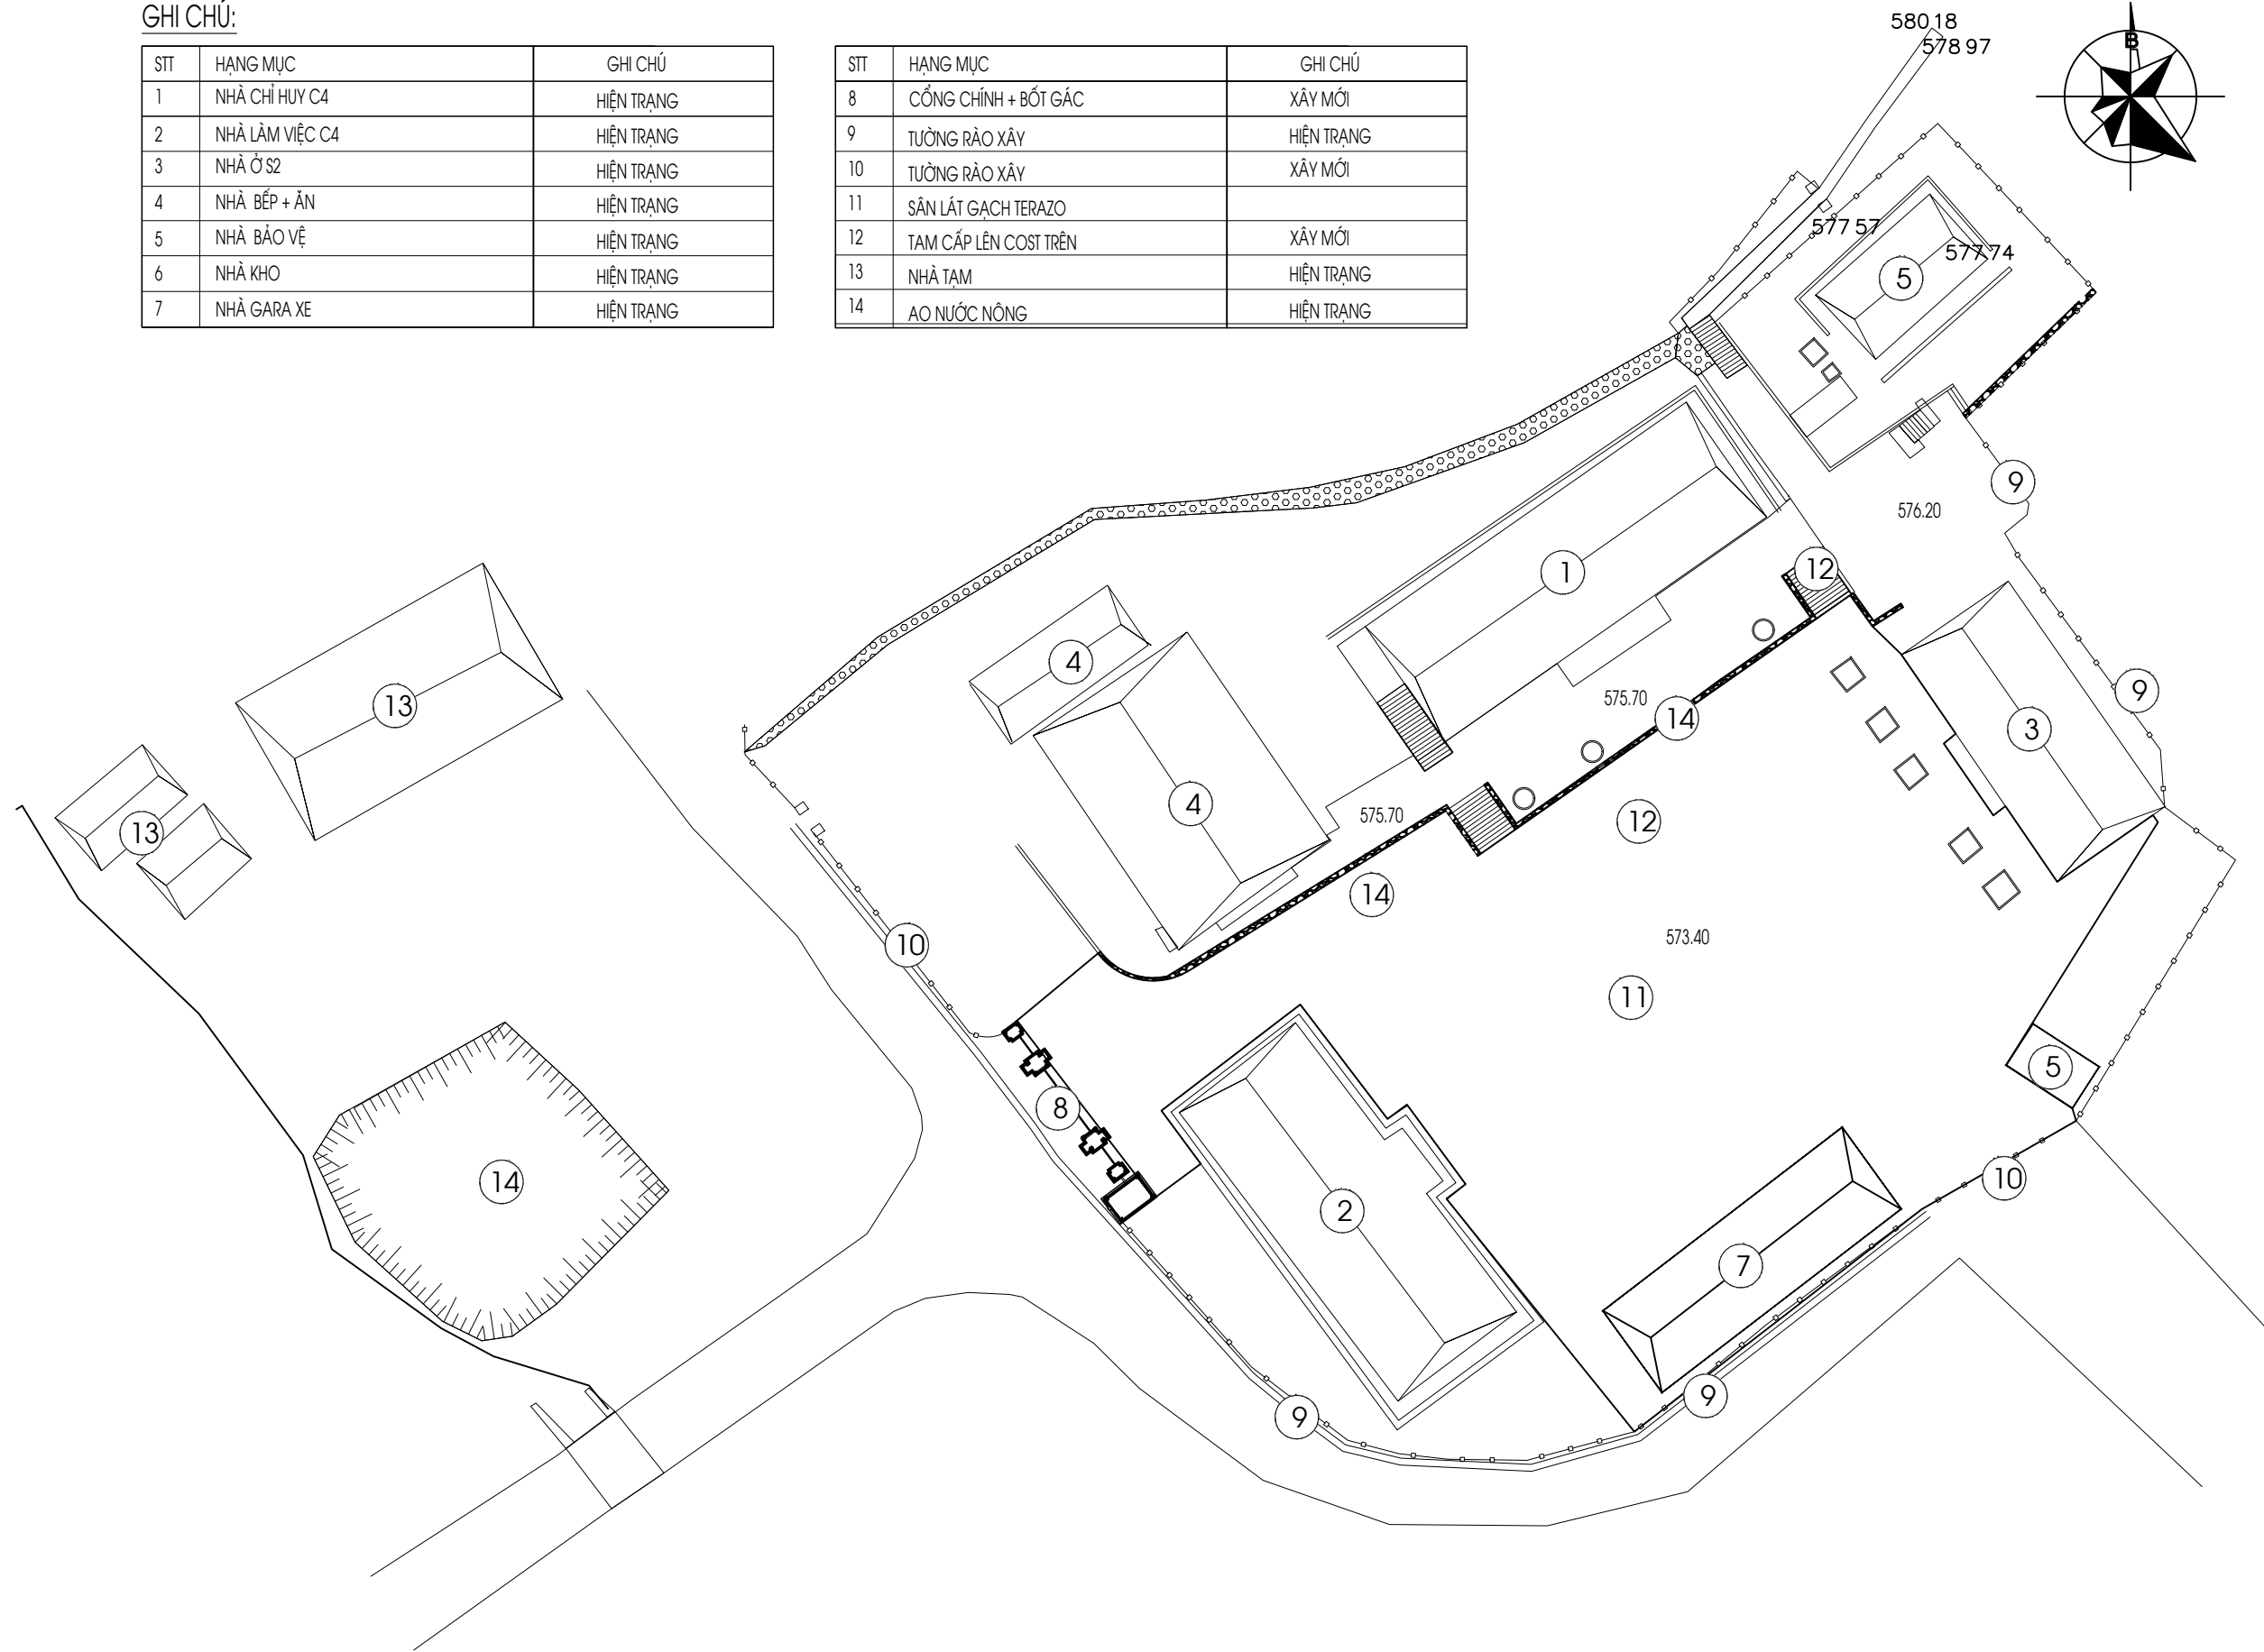 GHI CHÚ:
STT HẠNG MỤC GHI CHÚ
1 NHÀ CHỈ HUY C4 HIỆN TRẠNG
2 NHÀ LÀM VIỆC C4 HIỆN TRẠNG
3 NHÀ Ở S2 HIỆN TRẠNG
4 NHÀ BẾP + ĂN HIỆN TRẠNG
5 NHÀ BẢO VỆ HIỆN TRẠNG
6 NHÀ KHO HIỆN TRẠNG
7 NHÀ GARA XE HIỆN TRẠNG
STT HẠNG MỤC GHI CHÚ
8 CỔNG CHÍNH + BỐT GÁC XÂY MỚI
9 TƯỜNG RÀO XÂY HIỆN TRẠNG
10 TƯỜNG RÀO XÂY XÂY MỚI
11 SÂN LÁT GẠCH TERAZO
12 TAM CẤP LÊN COST TRÊN XÂY MỚI
13 NHÀ TẠM HIỆN TRẠNG
14 AO NƯỚC NÔNG HIỆN TRẠNG
580 18
B
578 97
577 57
577.74
5
9
576.20
1
12
4
9
575.70
13
14
3
4
575.70
12
13
14
10
573.40
11
5
8
14
10
2
7
9
9